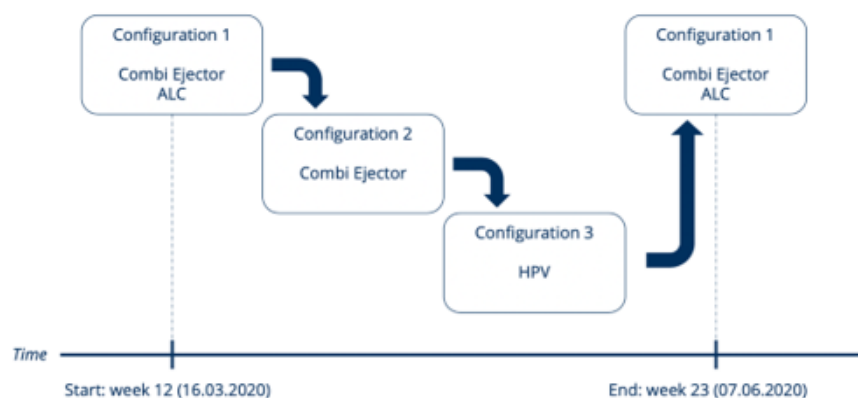 Configuration 1
Combi Ejector
ALC
Configuration 2
Combi Ejector
Configuration 3
HPV
Configuration 1
Combi Ejector
ALC
Time
Start: week 12 (16.03.2020)
End: week 23 (07.06.2020)